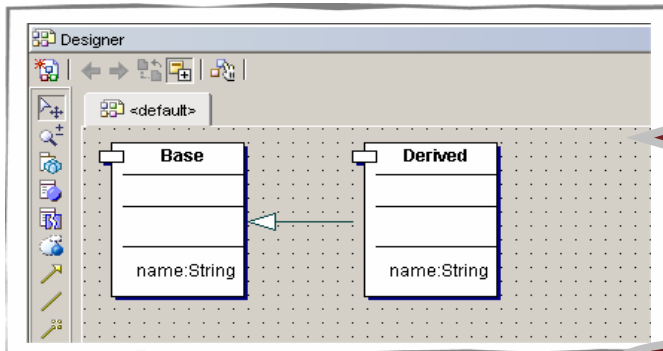 Designer
<default>
Base
Derived
name:String
name:String